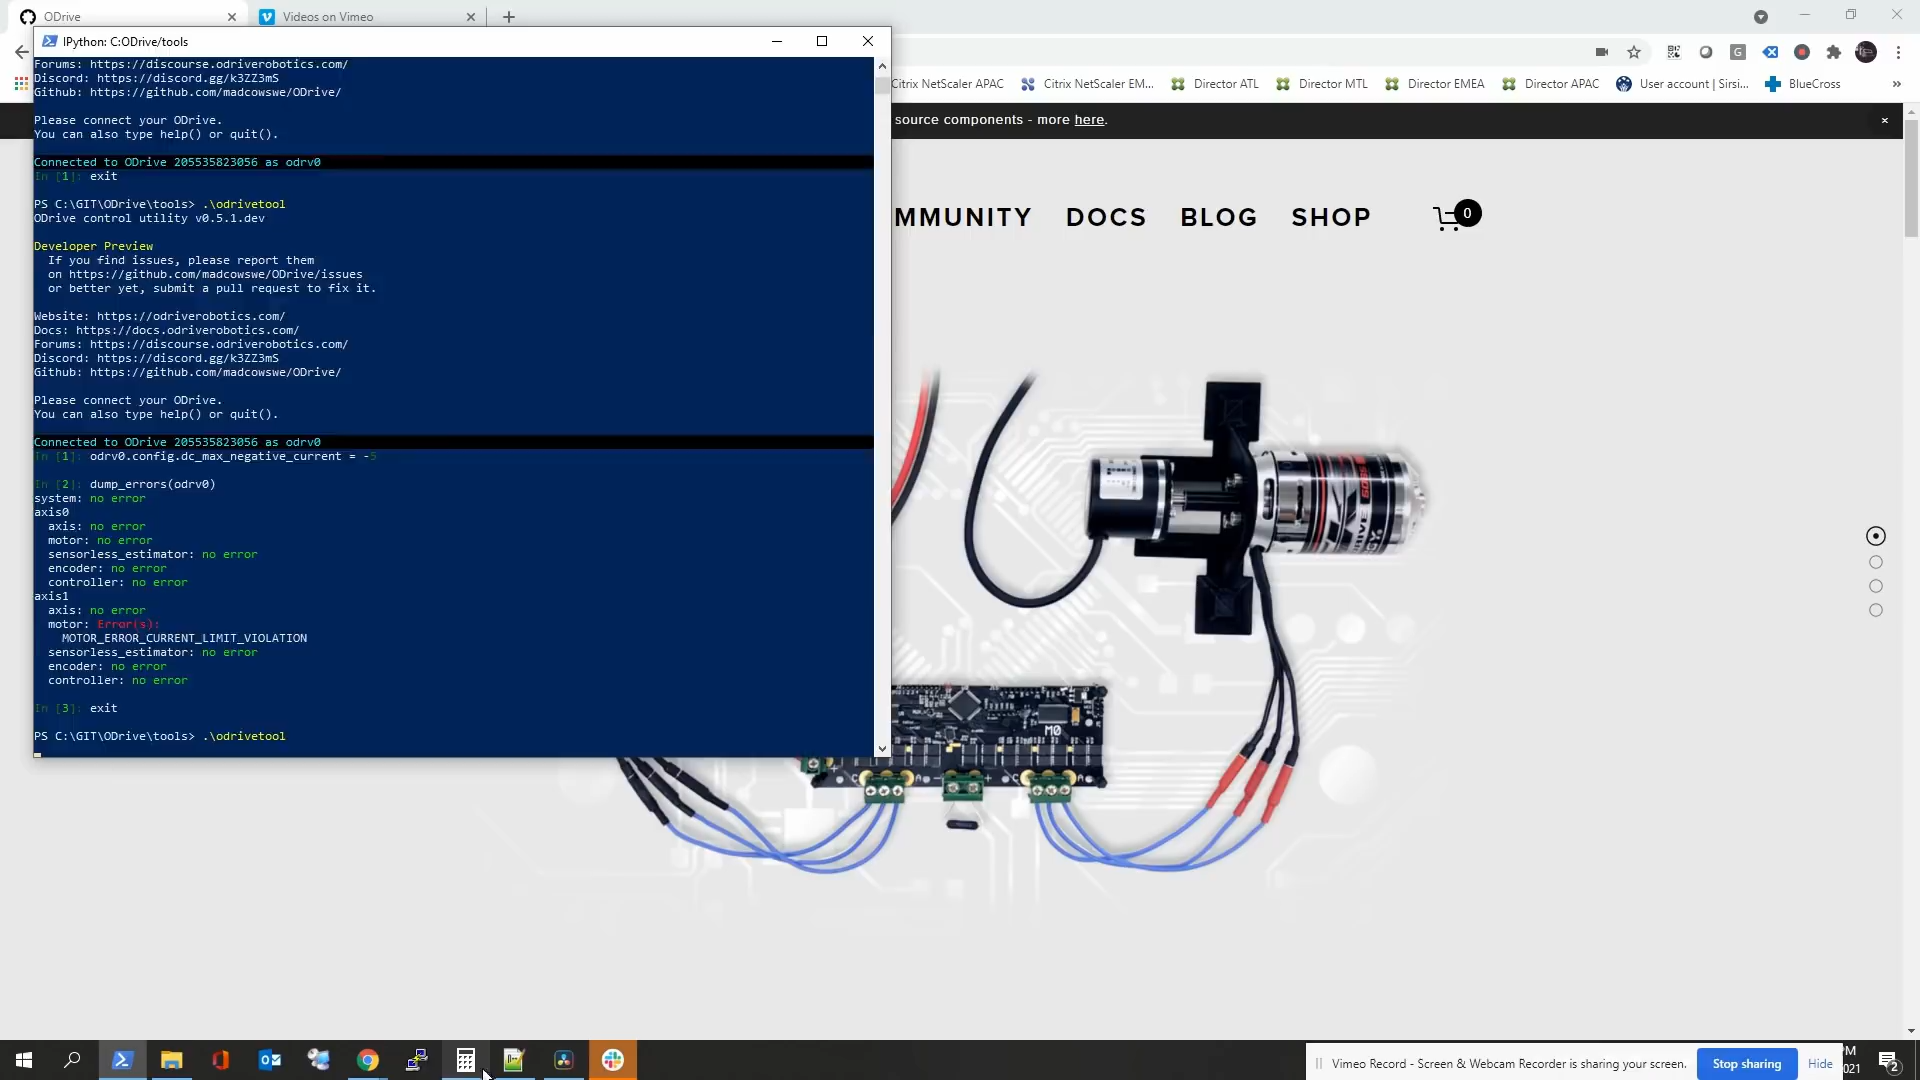 ODrive
Videos on Vimeo
IPython: C:ODrive/tools
Citrix NetScaler APAC
Citrix NetScaler EM...
Director ATL
Director MTL
Director EMEA
Director APAC
User account | Sirsi...
BlueCross
source components - more here.
MMUNITY DOCS BLOG SHOP 0
Forums: https://discourse.odriverobotics.com/
Discord: https://discord.gg/k3ZZ3mS
Github: https://github.com/madcowswe/ODrive/
Please connect your ODrive.
You can also type help() or quit().
Connected to ODrive 205535823056 as odrv0
In [1]: exit
PS C:\GIT\ODrive\tools> .\odrivetool
ODrive control utility v0.5.1.dev
Developer Preview
If you find issues, please report them
on https://github.com/madcowswe/ODrive/issues
or better yet, submit a pull request to fix it.
Website: https://odriverobotics.com/
Docs: https://docs.odriverobotics.com/
Forums: https://discourse.odriverobotics.com/
Discord: https://discord.gg/k3ZZ3mS
Github: https://github.com/madcowswe/ODrive/
Please connect your ODrive.
You can also type help() or quit().
Connected to ODrive 205535823056 as odrv0
In [1]: odrv0.config.dc_max_negative_current = -5
In [2]: dump_errors(odrv0)
system: no error
axis0
axis: no error
motor: no error
sensorless_estimator: no error
encoder: no error
controller: no error
axis1
axis: no error
motor: Error(s):
MOTOR_ERROR_CURRENT_LIMIT_VIOLATION
sensorless_estimator: no error
encoder: no error
controller: no error
In [3]: exit
PS C:\GIT\ODrive\tools> .\odrivetool
M0
C A - + C A
Vimeo Record - Screen & Webcam Recorder is sharing your screen.
Stop sharing
Hide
PM
021
2